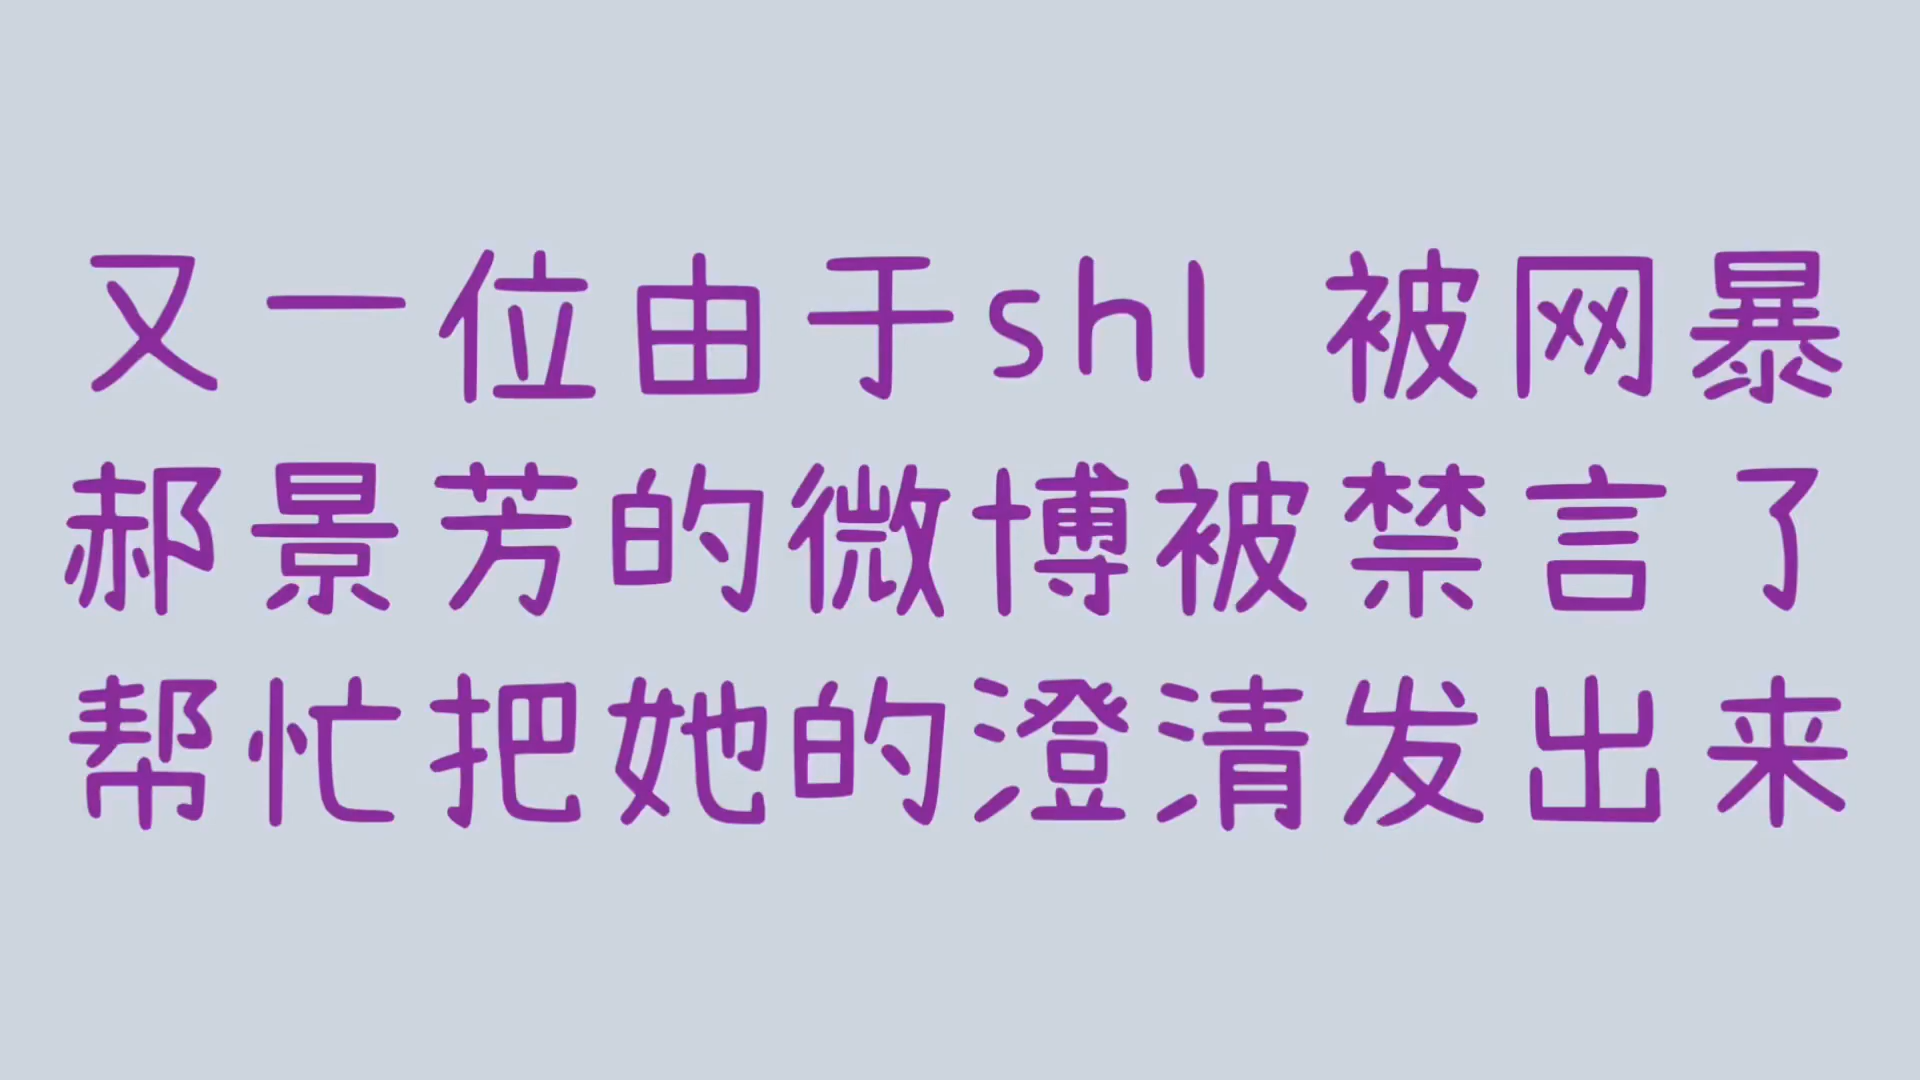 又一位由于shl 被网暴
郝景芳的微博被禁言了
帮忙把她的澄清发出来